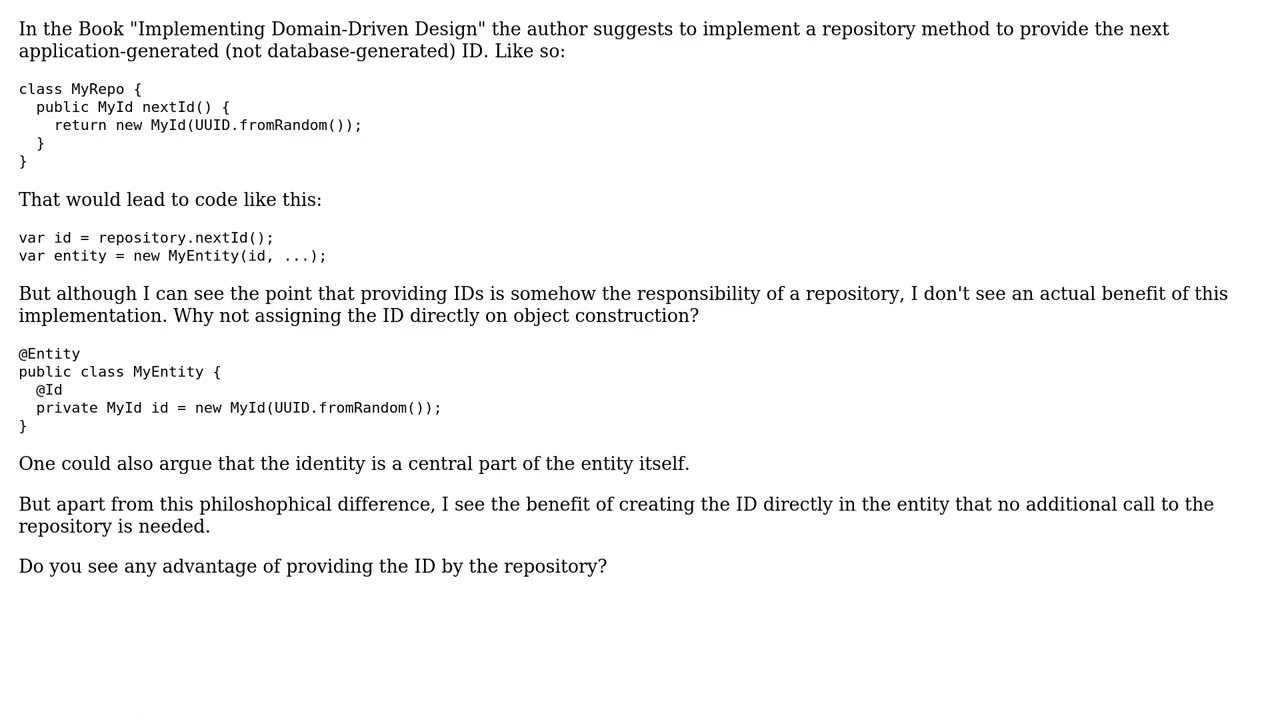 In the Book "Implementing Domain-Driven Design" the author suggests to implement a repository method to provide the next
application-generated (not database-generated) ID. Like so:
class MyRepo {
  public MyId nextId() {
    return new MyId(UUID.fromRandom());
  }
}
That would lead to code like this:
var id = repository.nextId();
var entity = new MyEntity(id, ...);
But although I can see the point that providing IDs is somehow the responsibility of a repository, I don't see an actual benefit of this
implementation. Why not assigning the ID directly on object construction?
@Entity
public class MyEntity {
  @Id
  private MyId id = new MyId(UUID.fromRandom());
}
One could also argue that the identity is a central part of the entity itself.
But apart from this philoshophical difference, I see the benefit of creating the ID directly in the entity that no additional call to the
repository is needed.
Do you see any advantage of providing the ID by the repository?